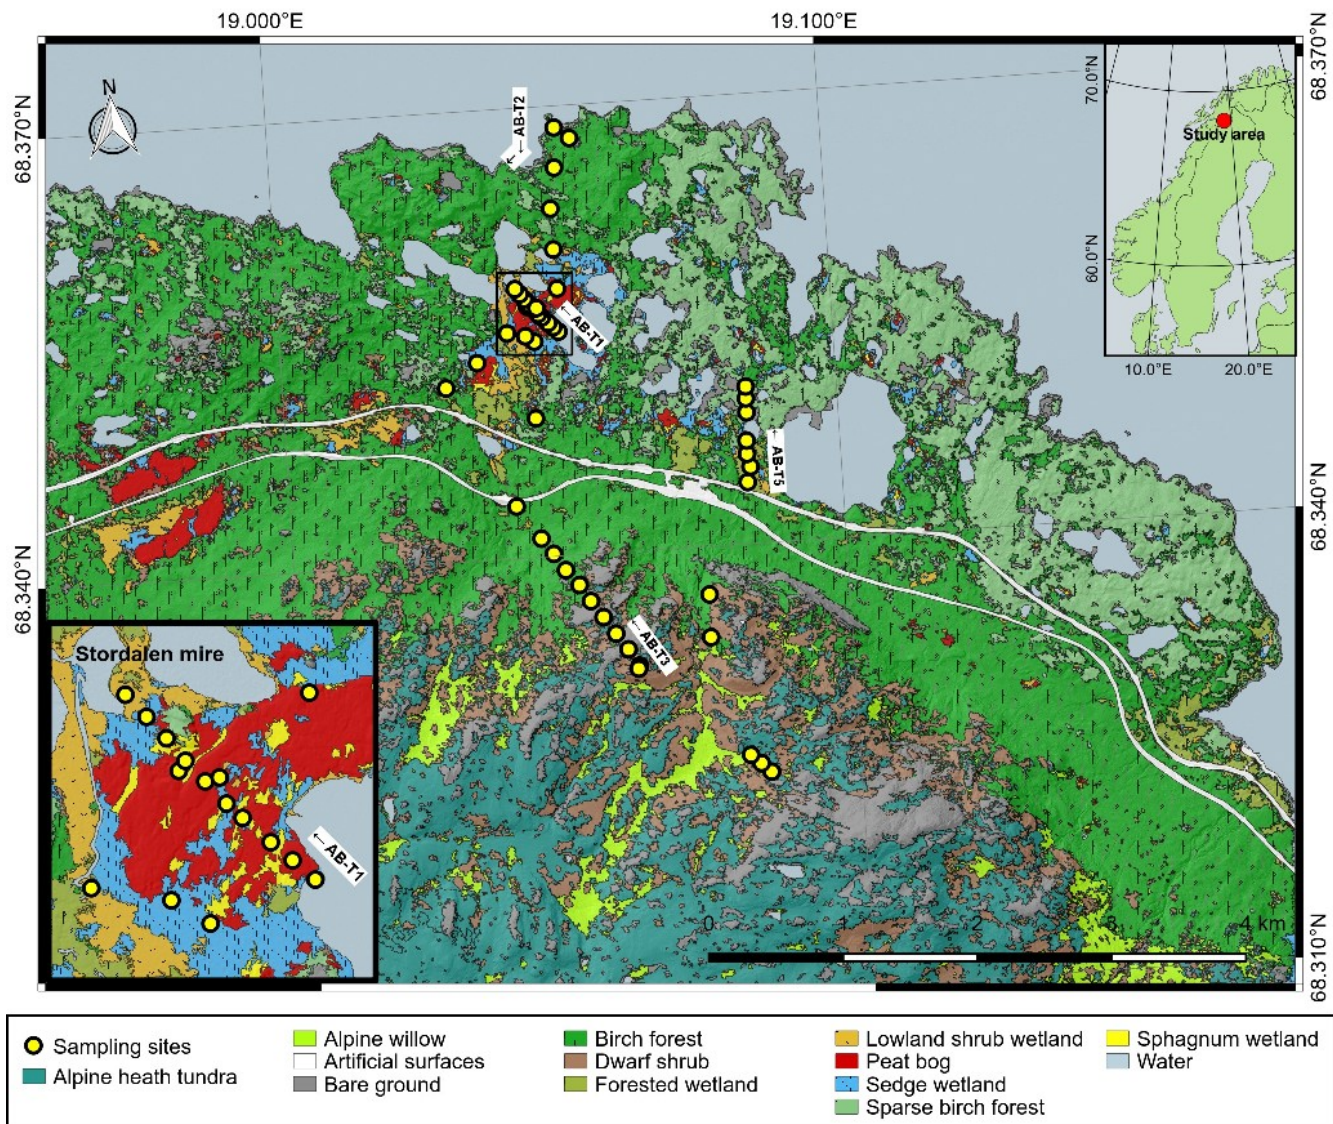 19.000°E
19.100°E
68.370°N
68.370°N
N
←AB-T2
70.0°N
Study area
60.0°N
10.0°E
20.0°E
←AB-T1
←AB-T5
68.340°N
68.340°N
←AB-T3
Stordalen mire
←AB-T1
0
1
2
3
4 km
68.310°N
Sampling sites
Alpine heath tundra
Alpine willow
Artificial surfaces
Bare ground
Birch forest
Dwarf shrub
Forested wetland
Lowland shrub wetland
Peat bog
Sedge wetland
Sparse birch forest
Sphagnum wetland
Water